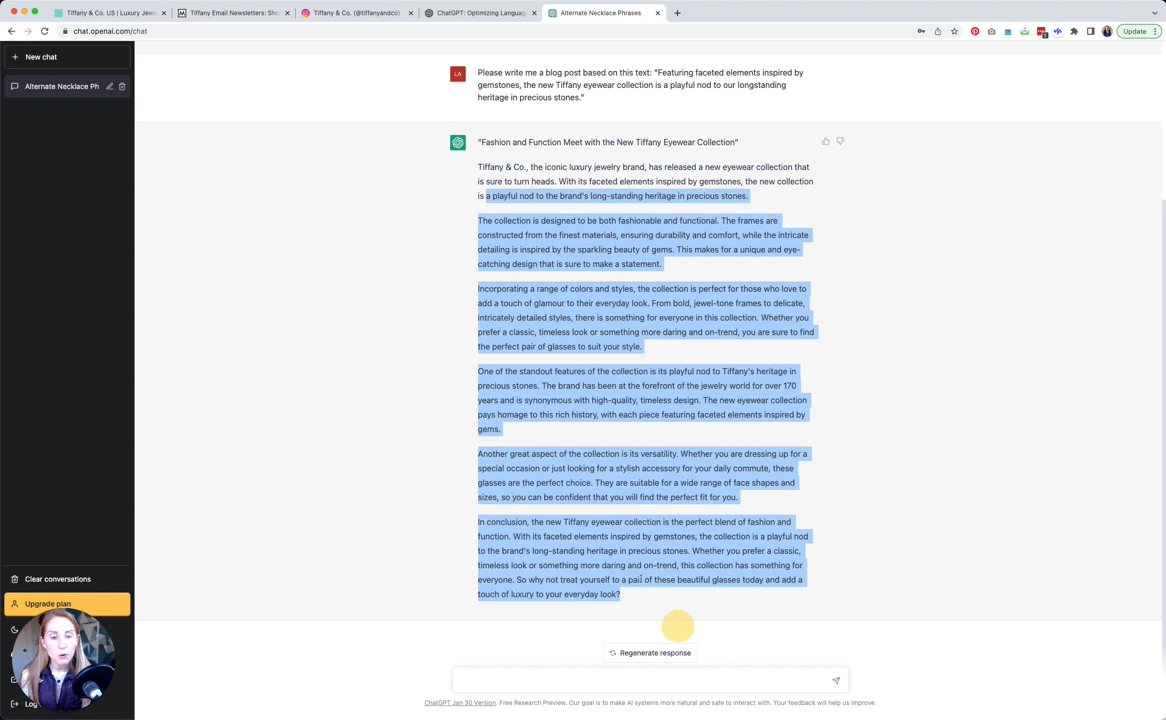 Tiffany & Co. US | Luxury Jewe
Tiffany Email Newsletters: Sho
Tiffany & Co. (@tiffanyandco)
ChatGPT: Optimizing Languag
Alternate Necklace Phrases
chat.openai.com/chat
Update
New chat
Alternate Necklace Ph
LA
Please write me a blog post based on this text: "Featuring faceted elements inspired by
gemstones, the new Tiffany eyewear collection is a playful nod to our longstanding
heritage in precious stones."
"Fashion and Function Meet with the New Tiffany Eyewear Collection"
Tiffany & Co., the iconic luxury jewelry brand, has released a new eyewear collection that
is sure to turn heads. With its faceted elements inspired by gemstones, the new collection
is a playful nod to the brand's long-standing heritage in precious stones.
The collection is designed to be both fashionable and functional. The frames are
constructed from the finest materials, ensuring durability and comfort, while the intricate
detailing is inspired by the sparkling beauty of gems. This makes for a unique and eye-
catching design that is sure to make a statement.
Incorporating a range of colors and styles, the collection is perfect for those who love to
add a touch of glamour to their everyday look. From bold, jewel-tone frames to delicate,
intricately detailed styles, there is something for everyone in this collection. Whether you
prefer a classic, timeless look or something more daring and on-trend, you are sure to find
the perfect pair of glasses to suit your style.
One of the standout features of the collection is its playful nod to Tiffany's heritage in
precious stones. The brand has been at the forefront of the jewelry world for over 170
years and is synonymous with high-quality, timeless design. The new eyewear collection
pays homage to this rich history, with each piece featuring faceted elements inspired by
gems.
Another great aspect of the collection is its versatility. Whether you are dressing up for a
special occasion or just looking for a stylish accessory for your daily commute, these
glasses are the perfect choice. They are suitable for a wide range of face shapes and
sizes, so you can be confident that you will find the perfect fit for you.
In conclusion, the new Tiffany eyewear collection is the perfect blend of fashion and
function. With its faceted elements inspired by gemstones, the collection is a playful nod
to the brand's long-standing heritage in precious stones. Whether you prefer a classic,
timeless look or something more daring and on-trend, this collection has something for
everyone. So why not treat yourself to a pair of these beautiful glasses today and add a
touch of luxury to your everyday look?
Clear conversations
Upgrade plan
Log
Regenerate response
ChatGPT Jan 30 Version. Free Research Preview. Our goal is to make AI systems more natural and safe to interact with. Your feedback will help us improve.